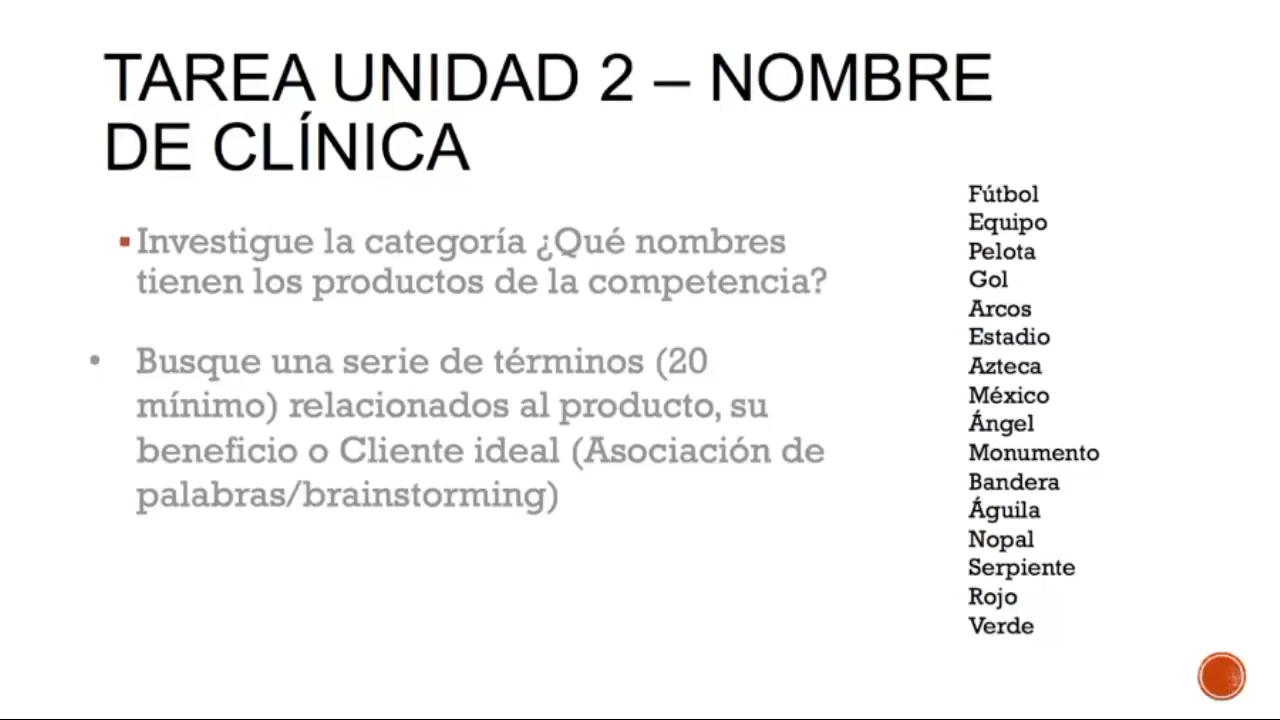 TAREA UNIDAD 2 – NOMBRE
DE CLÍNICA
Investigue la categoría ¿Qué nombres
tienen los productos de la competencia?
Busque una serie de términos (20
mínimo) relacionados al producto, su
beneficio o Cliente ideal (Asociación de
palabras/brainstorming)
Fútbol
Equipo
Pelota
Gol
Arcos
Estadio
Azteca
México
Ángel
Monumento
Bandera
Águila
Nopal
Serpiente
Rojo
Verde